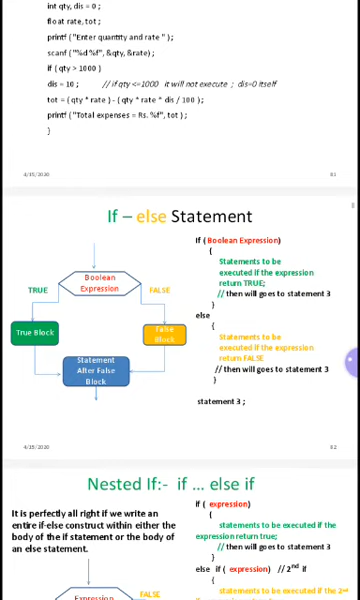 int qty, dis = 0 ;
float rate, tot ;
printf ( "Enter quantity and rate " ) ;
scanf ( "%d %f", &qty, &rate) ;
if ( qty > 1000 )
dis = 10 ; // if qty <=1000 it will not execute ; dis=0 itself
tot = ( qty * rate ) - ( qty * rate * dis / 100 ) ;
printf ( "Total expenses = Rs. %f", tot ) ;
}
4/15/2020 81
If – else Statement
Boolean
Expression
TRUE
FALSE
True Block
False
Block
Statement
After False
Block
If ( Boolean Expression)
{
Statements to be
executed if the expression
return TRUE;
// then will goes to statement 3
}
else
{
Statements to be
executed if the expression
return FALSE
// then will goes to statement 3
}
statement 3 ;
4/15/2020 82
Nested If:- if ... else if
It is perfectly all right if we write an
entire if-else construct within either the
body of the if statement or the body of
an else statement.
Expression
FALSE
if ( expression)
{
statements to be executed if the
expression return true;
// then will goes to statement 3
}
else if ( expression) // 2nd if
{
statements to be executed if the 2nd